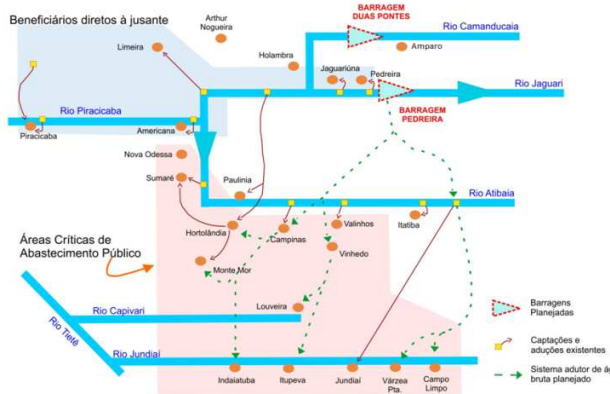 Beneficiários diretos à jusante
Arthur
Nogueira
BARRAGEM
DUAS PONTES
Rio Camanducaia
Limeira
Amparo
Holambra
Jaguariúna
Pedreira
Rio Jaguari
BARRAGEM
PEDREIRA
Rio Piracicaba
Piracicaba
Americana
Nova Odessa
Sumaré
Paulinia
Rio Atibaia
Hortolândia
Campinas
Valinhos
Itatiba
Áreas Críticas de
Abastecimento Público
Vinhedo
Monte Mor
Louveira
Rio Capivari
Rio Tietê
Rio Jundiaí
Indaiatuba
Itupeva
Jundiaí
Várzea
Pta.
Campo
Limpo
Barragens
Planejadas
Captações e
aduções existentes
Sistema adutor de ág
bruta planejado